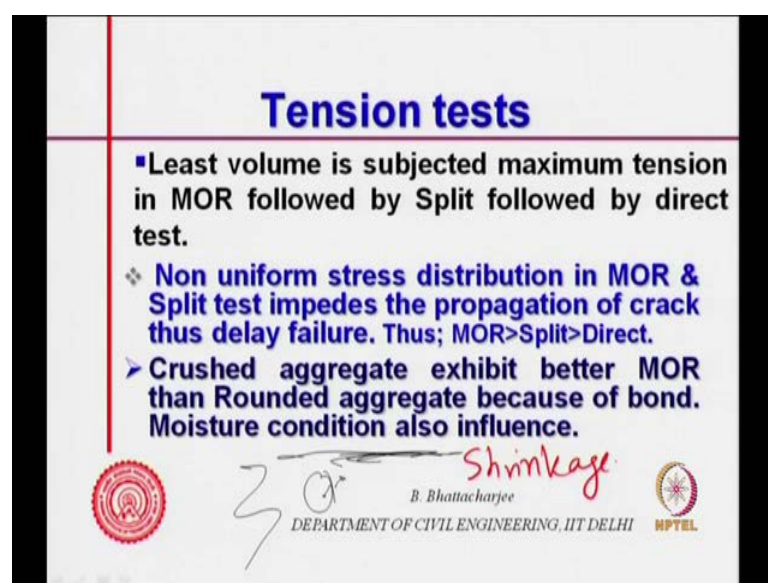 Tension tests
▪Least volume is subjected maximum tension
in MOR followed by Split followed by direct
test.
❖ Non uniform stress distribution in MOR &
Split test impedes the propagation of crack
thus delay failure. Thus; MOR>Split>Direct.
➢ Crushed aggregate exhibit better MOR
than Rounded aggregate because of bond.
Moisture condition also influence.
Shrinkage.
B. Bhattacharjee
DEPARTMENT OF CIVIL ENGINEERING, IIT DELHI
NPTEL